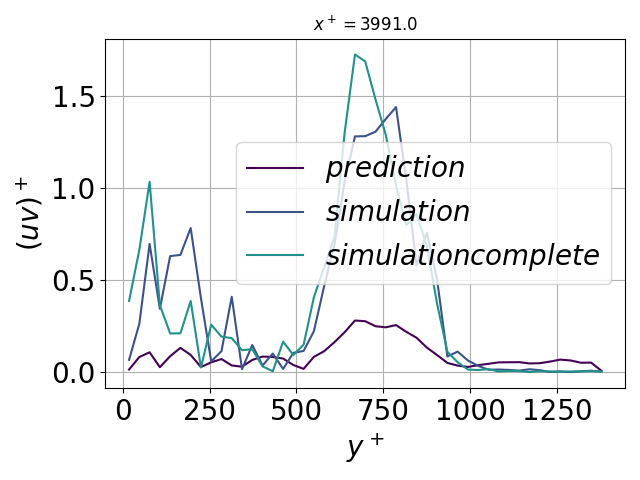 x⁺ = 3991.0
(uv)⁺
1.5
1.0
0.5
0.0
prediction
simulation
simulationcomplete
0 250 500 750 1000 1250
y⁺